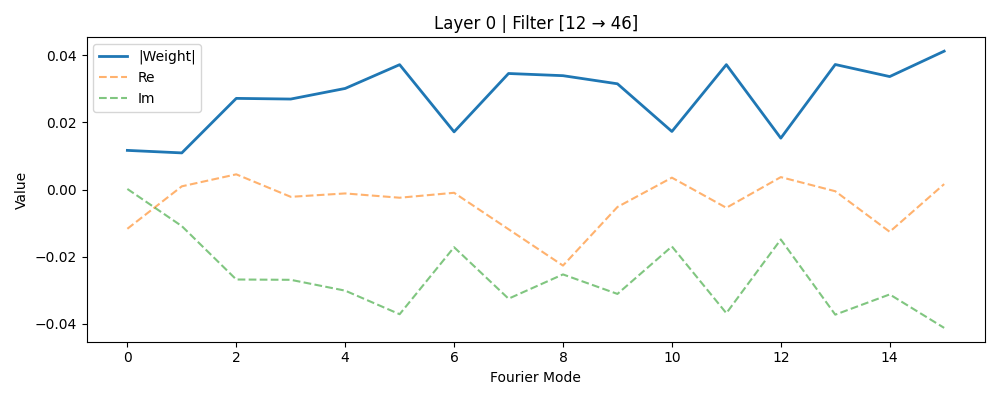 Layer 0 | Filter [12 → 46]
|Weight|
Re
Im
0.04
0.02
0.00
−0.02
−0.04
Value
0 2 4 6 8 10 12 14
Fourier Mode